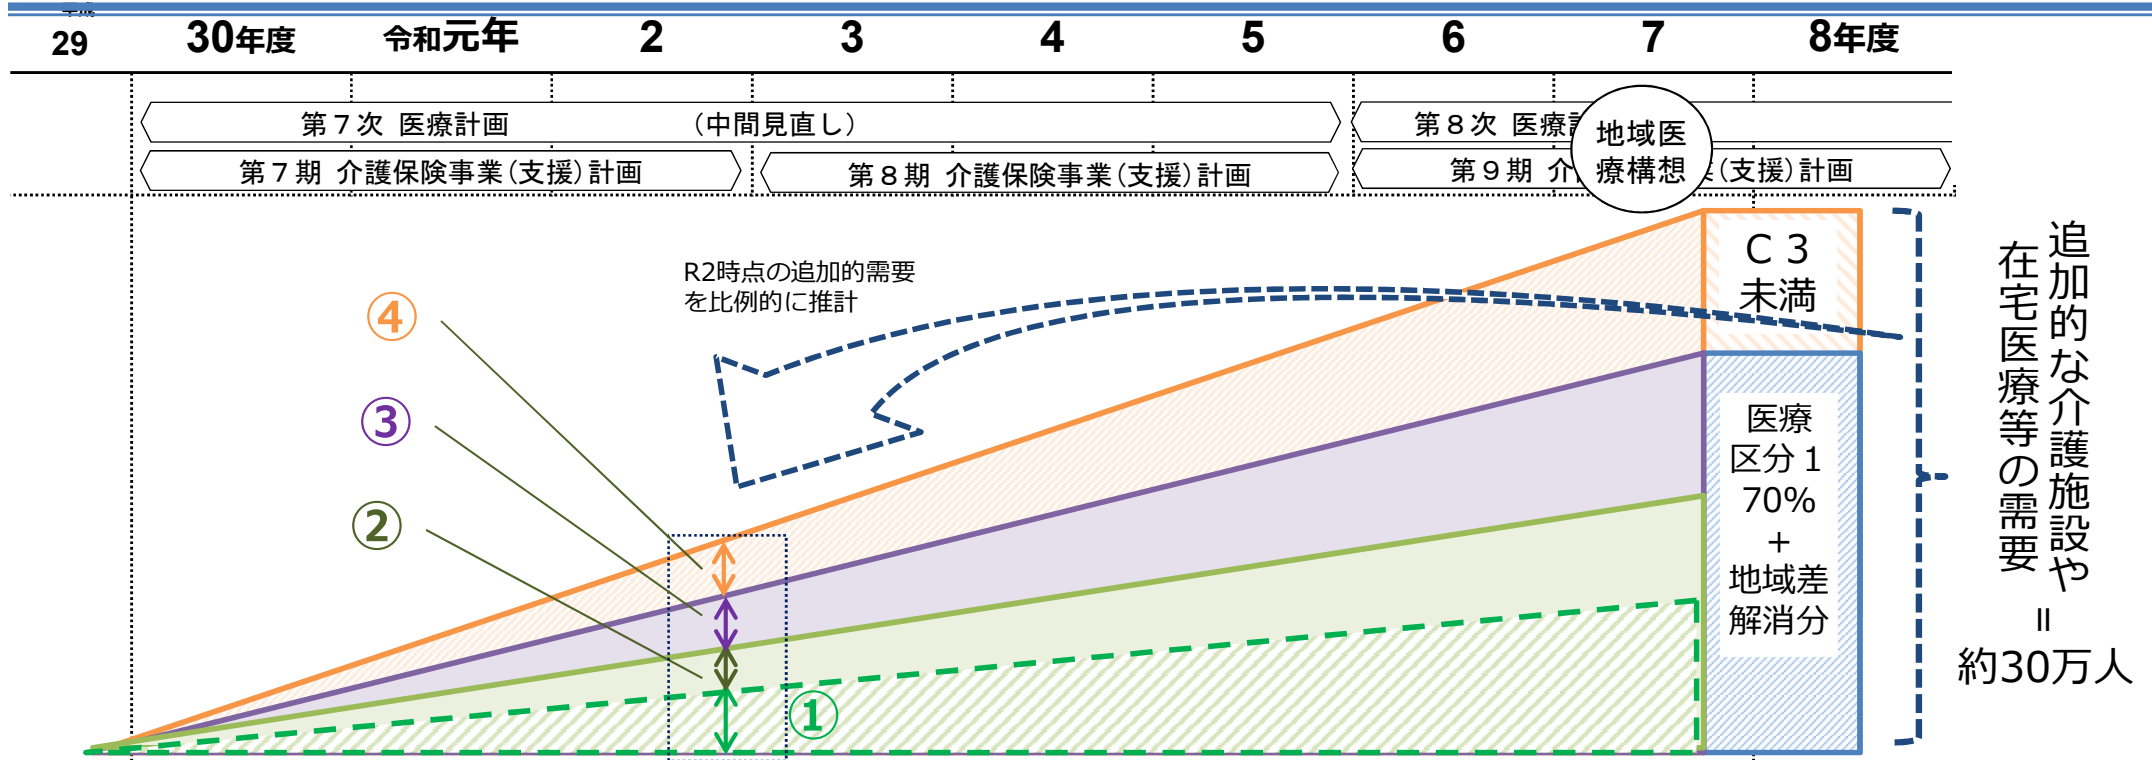 29 30年度 令和元年 2 3 4 5 6 7 8年度
第７次 医療計画 （中間見直し）
第８次 医療
地域医
療構想
第７期 介護保険事業（支援）計画
第８期 介護保険事業（支援）計画
第９期 介
（支援）計画
R2時点の追加的需要
を比例的に推計
④
③
②
①
Ｃ３
未満
医療
区分１
70%
+
地域差
解消分
追加的な介護施設や
在宅医療等の需要
＝
約30万人